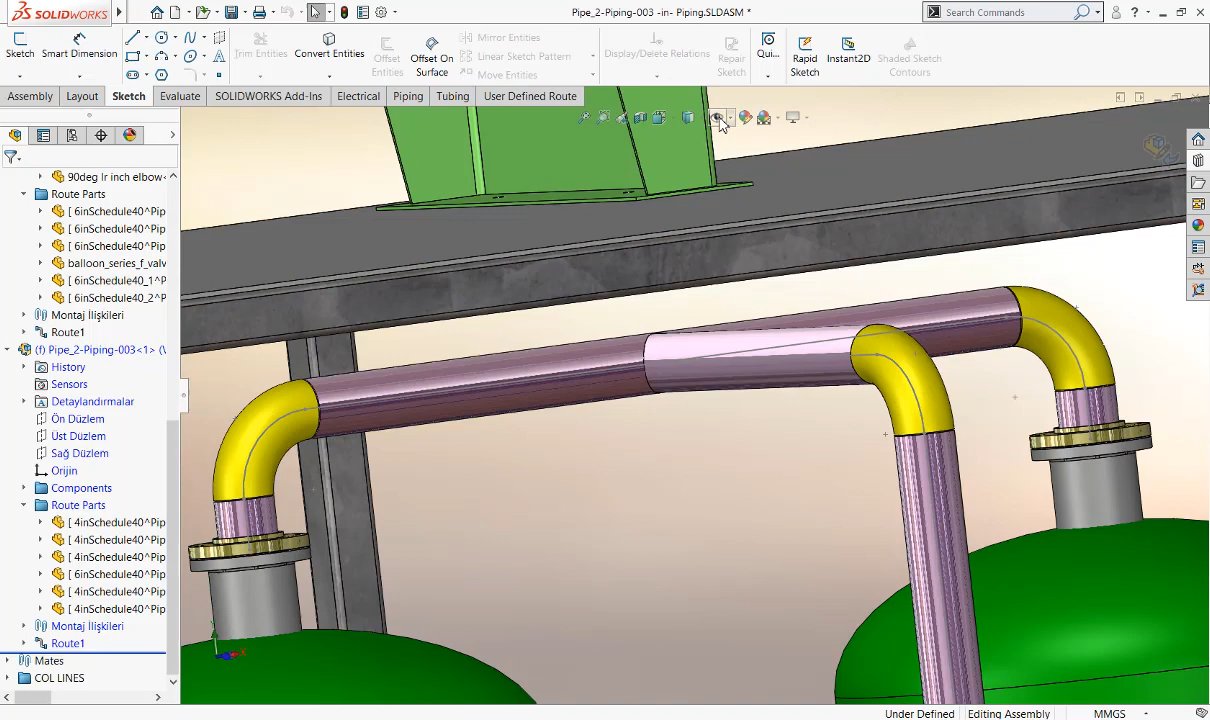 SOLIDWORKS
Pipe_2-Piping-003 -in- Piping.SLDASM *
Search Commands
Sketch
Smart Dimension
Trim Entities
Convert Entities
Offset Entities
Offset On Surface
Mirror Entities
Linear Sketch Pattern
Move Entities
Display/Delete Relations
Repair Sketch
Qui...
Rapid Sketch
Instant2D
Shaded Sketch Contours
Assembly
Layout
Sketch
Evaluate
SOLIDWORKS Add-Ins
Electrical
Piping
Tubing
User Defined Route
90deg lr inch elbow
Route Parts
[ 6inSchedule40^Pip
[ 6inSchedule40^Pip
[ 6inSchedule40^Pip
balloon_series_f_valv
[ 6inSchedule40_1^P
[ 6inSchedule40_2^P
Montaj İlişkileri
Route1
(f) Pipe_2-Piping-003<1> (V
History
Sensors
Detaylandırmalar
Ön Düzlem
Üst Düzlem
Sağ Düzlem
Orijin
Components
Route Parts
[ 4inSchedule40^Pip
[ 4inSchedule40^Pip
[ 4inSchedule40^Pip
[ 6inSchedule40^Pip
[ 4inSchedule40^Pip
[ 4inSchedule40^Pip
Montaj İlişkileri
Route1
Mates
COL LINES
Y
X
Under Defined
Editing Assembly
MMGS